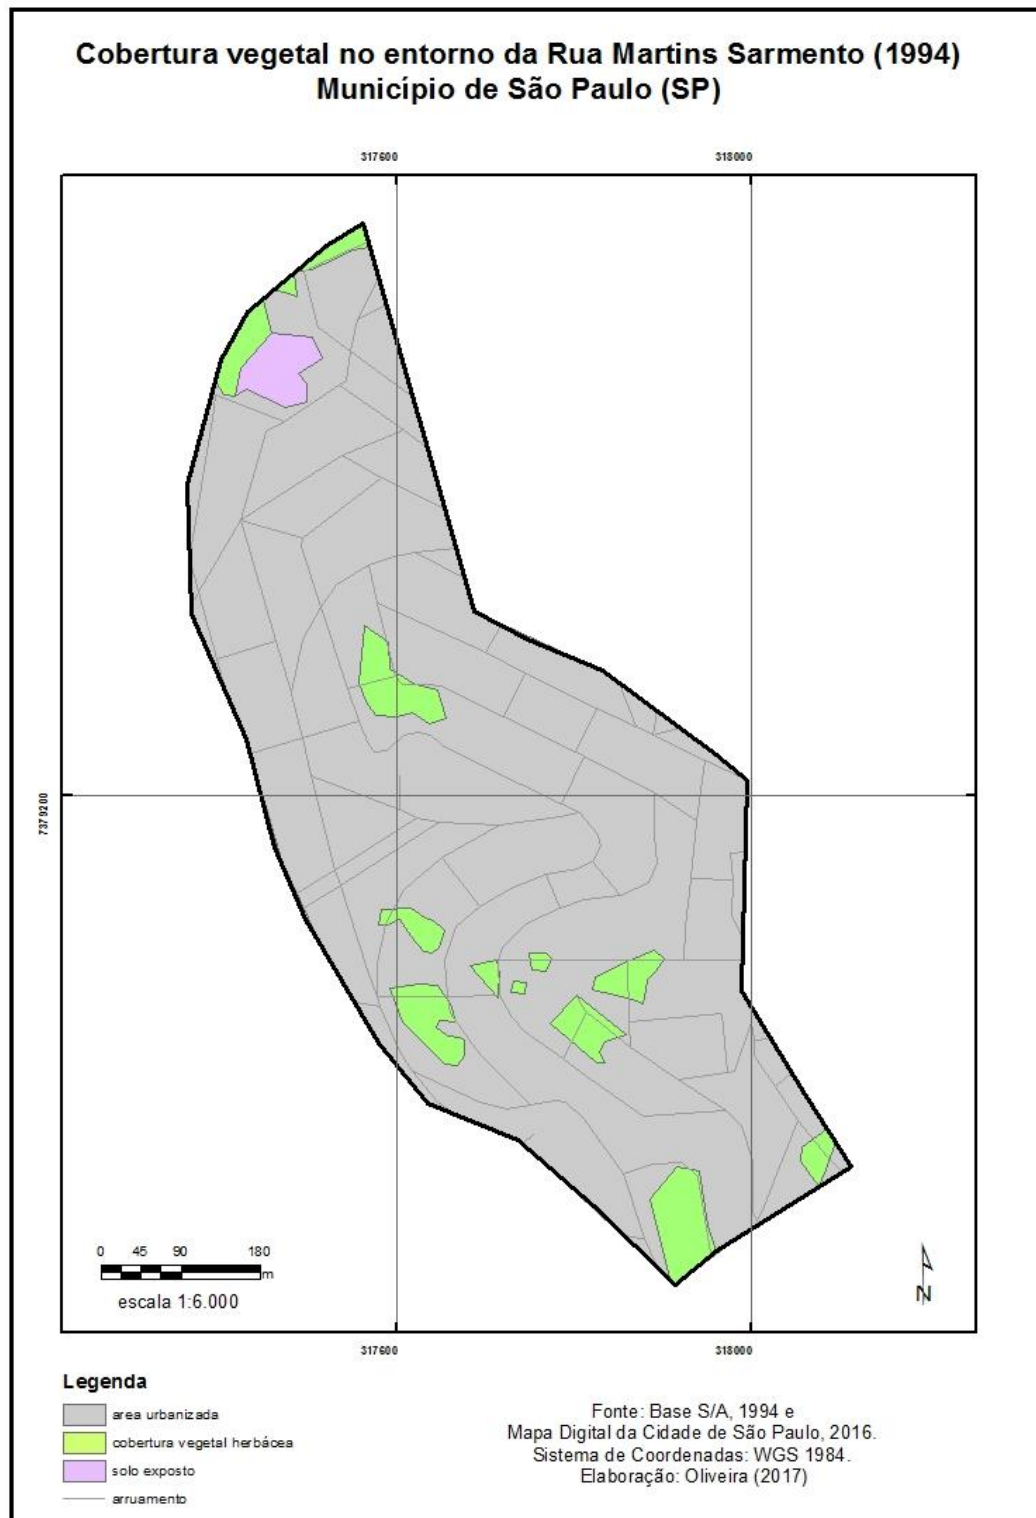 Cobertura vegetal no entorno da Rua Martins Sarmento (1994)
Município de São Paulo (SP)
317600 318000
7379200
0 45 90 180
m
escala 1:6.000
N
317600 318000
Legenda
area urbanizada
cobertura vegetal herbácea
solo exposto
arruamento
Fonte: Base S/A, 1994 e
Mapa Digital da Cidade de São Paulo, 2016.
Sistema de Coordenadas: WGS 1984.
Elaboração: Oliveira (2017)